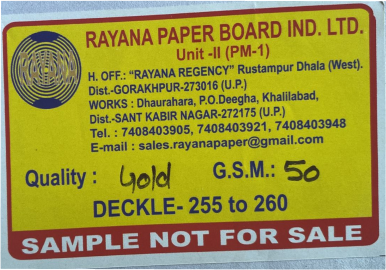 RAYANA PAPER BOARD IND. LTD.
Unit -II (PM-1)
H. OFF.: “RAYANA REGENCY” Rustampur Dhala (West).
Dist.-GORAKHPUR-273016 (U.P.)
WORKS : Dhaurahara, P.O.Deegha, Khalilabad,
Dist.-SANT KABIR NAGAR-272175 (U.P.)
Tel. : 7408403905, 7408403921, 7408403948
E-mail : sales.rayanapaper@gmail.com
Quality : Gold G.S.M.: 50
DECKLE- 255 to 260
SAMPLE NOT FOR SALE